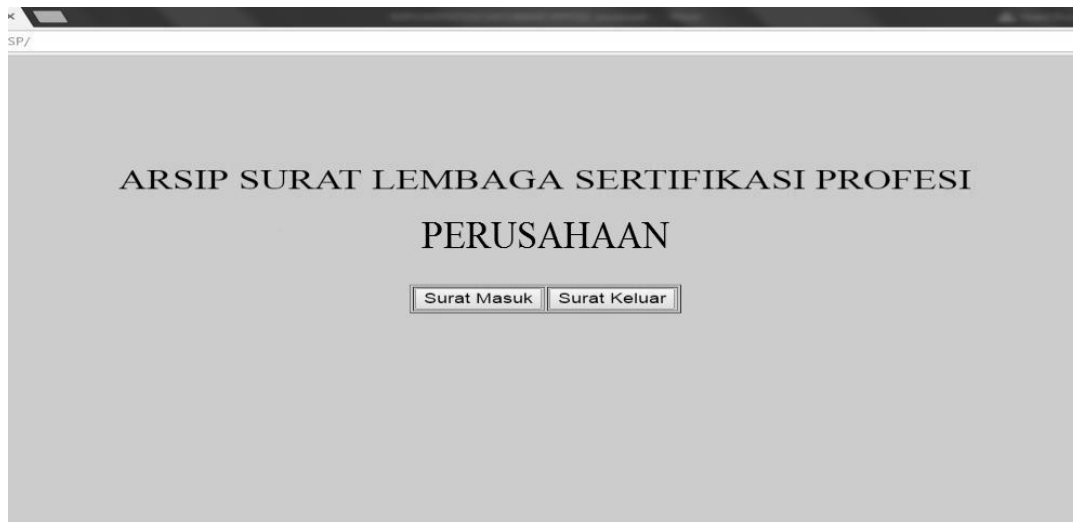 SP/
ARSIP SURAT LEMBAGA SERTIFIKASI PROFESI
PERUSAHAAN
Surat Masuk Surat Keluar